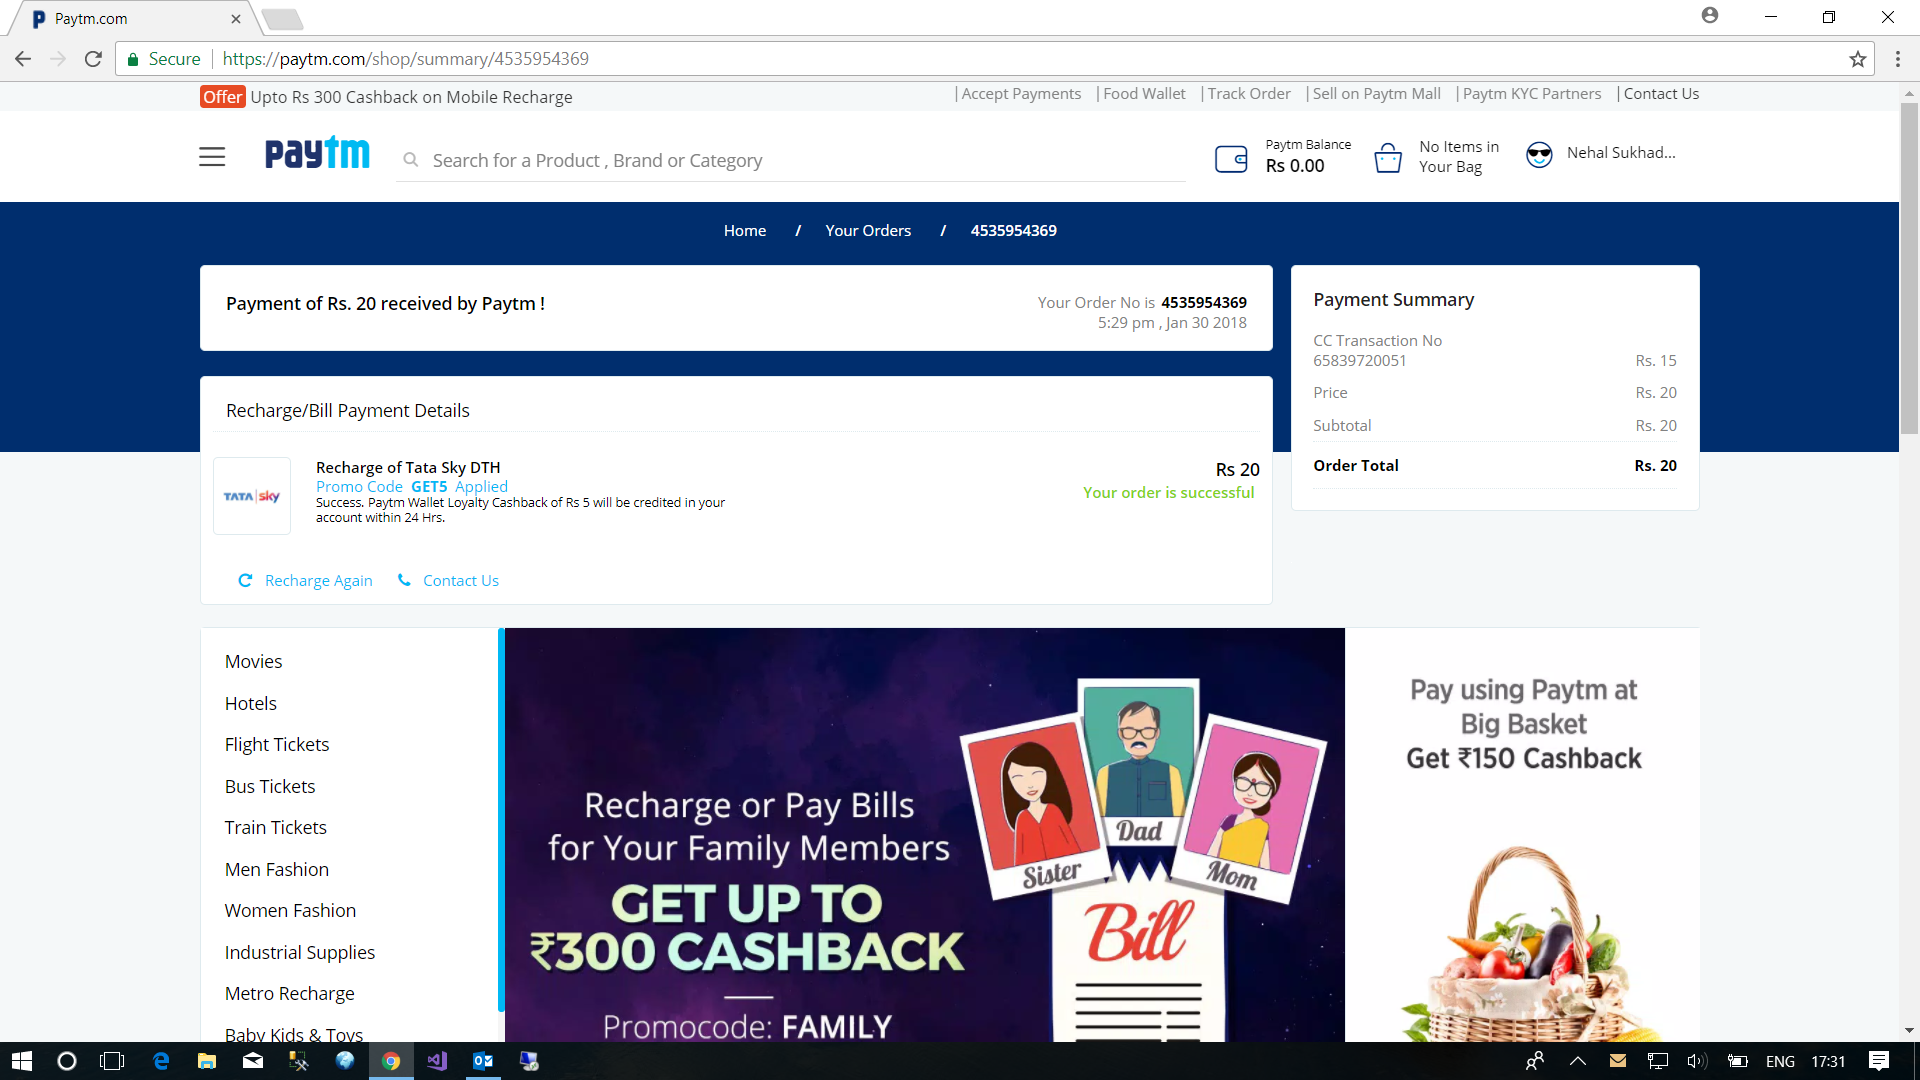 Paytm.com
Secure
https://paytm.com/shop/summary/4535954369
Offer Upto Rs 300 Cashback on Mobile Recharge
|Accept Payments |Food Wallet |Track Order |Sell on Paytm Mall |Paytm KYC Partners |Contact Us
paytm
Search for a Product , Brand or Category
Paytm Balance
Rs 0.00
No Items in
Your Bag
Nehal Sukhad...
Home / Your Orders / 4535954369
Payment of Rs. 20 received by Paytm !
Your Order No is 4535954369
5:29 pm , Jan 30 2018
Payment Summary
CC Transaction No
65839720051 Rs. 15
Price Rs. 20
Subtotal Rs. 20
Order Total Rs. 20
Recharge/Bill Payment Details
TATA sky
Recharge of Tata Sky DTH
Promo Code GET5 Applied
Success. Paytm Wallet Loyalty Cashback of Rs 5 will be credited in your
account within 24 Hrs.
Rs 20
Your order is successful
Recharge Again
Contact Us
Movies
Hotels
Flight Tickets
Bus Tickets
Train Tickets
Men Fashion
Women Fashion
Industrial Supplies
Metro Recharge
Baby Kids & Toys
Recharge or Pay Bills
for Your Family Members
GET UP TO
₹300 CASHBACK
Promocode: FAMILY
Sister
Dad
Mom
Bill
Pay using Paytm at
Big Basket
Get ₹150 Cashback
ENG 17:31